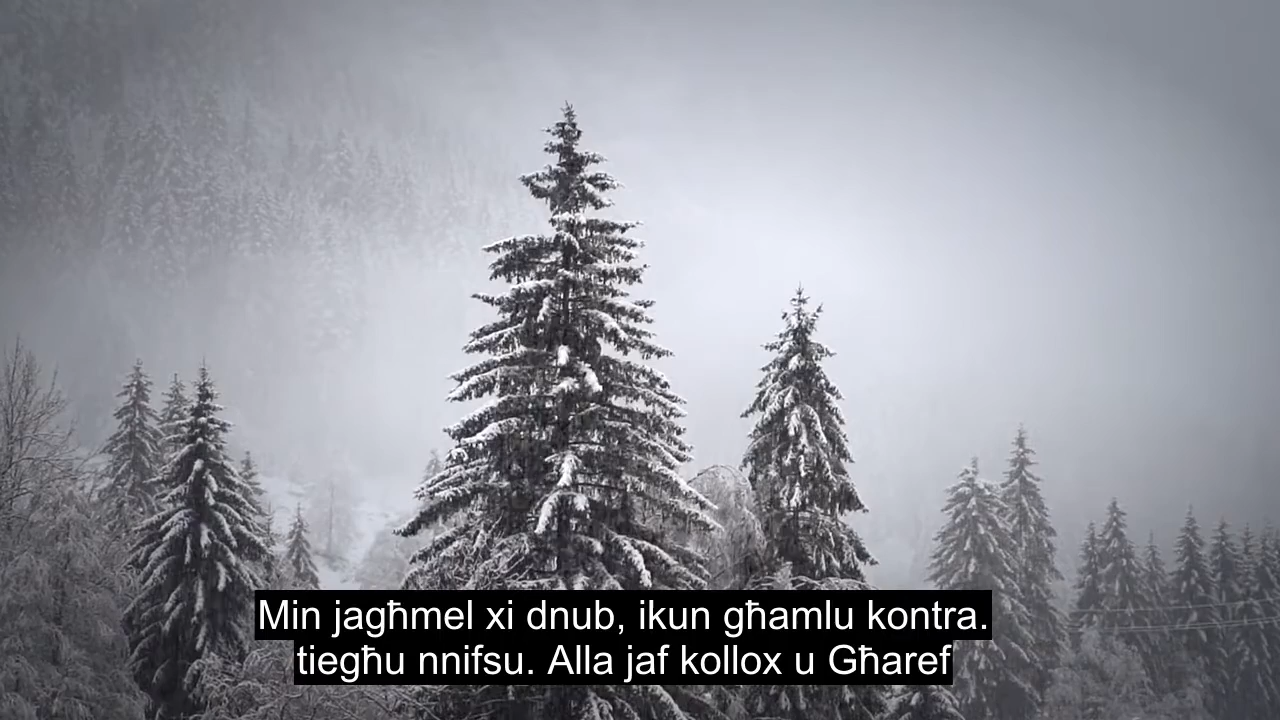 Min jagħmel xi dnub, ikun għamlu kontra.
tiegħu nnifsu. Alla jaf kollox u Għaref